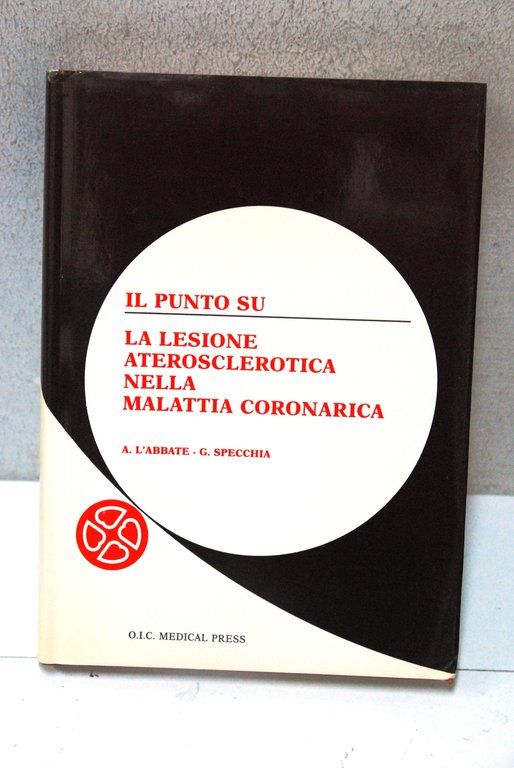 IL PUNTO SU
LA LESIONE
ATEROSCLEROTICA
NELLA
MALATTIA CORONARICA
A. L'ABBATE - G. SPECCHIA
O.I.C. MEDICAL PRESS